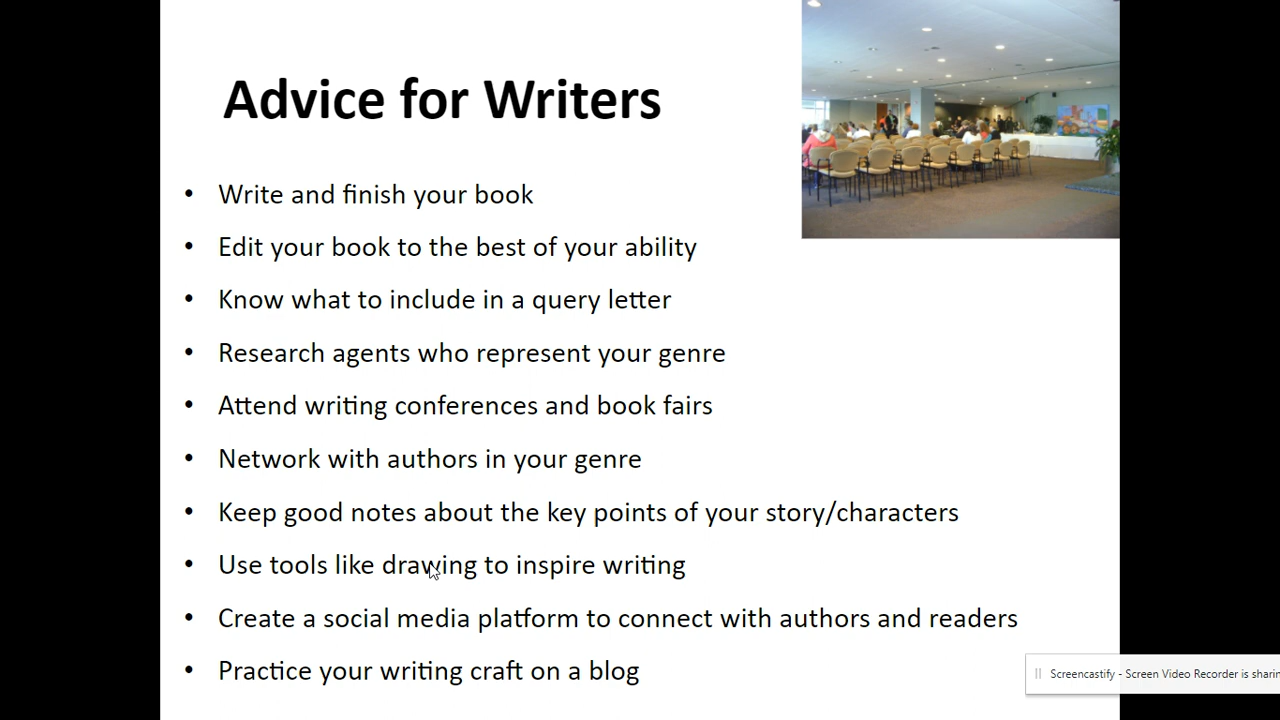 Advice for Writers
• Write and finish your book
• Edit your book to the best of your ability
• Know what to include in a query letter
• Research agents who represent your genre
• Attend writing conferences and book fairs
• Network with authors in your genre
• Keep good notes about the key points of your story/characters
• Use tools like drawing to inspire writing
• Create a social media platform to connect with authors and readers
• Practice your writing craft on a blog
Screencastify - Screen Video Recorder is